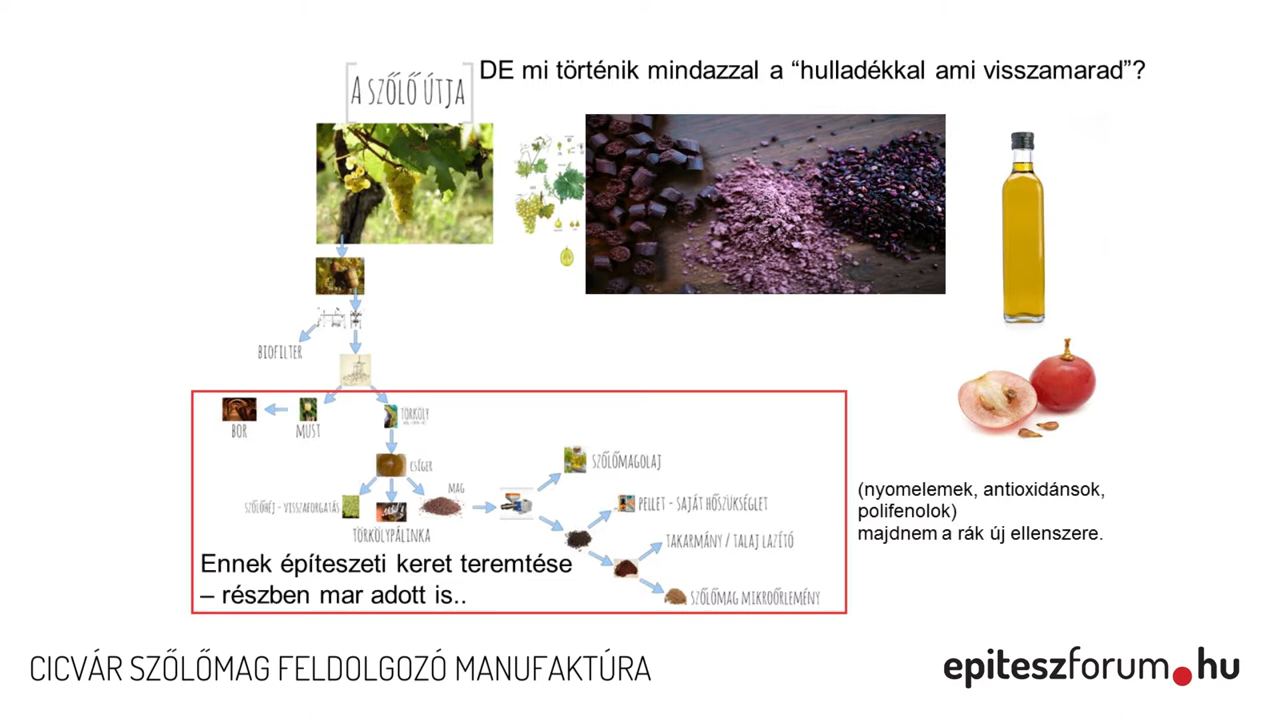 DE mi történik mindazzal a “hulladékkal ami visszamarad”?
A SZŐLŐ ÚTJA
BIOFILTER
BOR
MUST
TÖRKÖLY
CSÍGER
MAG
SZŐLŐMAGOLAJ
SZŐLŐHÉJ - VISSZAFORGATÁS
PELLET - SAJÁT HŐSZÜKSÉGLET
TÖRKÖLYPÁLINKA
TAKARMÁNY / TALAJ LAZÍTÓ
SZŐLŐMAG MIKROŐRLEMÉNY
Ennek építeszeti keret teremtése
– részben mar adott is..
(nyomelemek, antioxidánsok,
polifenolok)
majdnem a rák új ellenszere.
CICVÁR SZŐLŐMAG FELDOLGOZÓ MANUFAKTÚRA
epiteszforum.hu